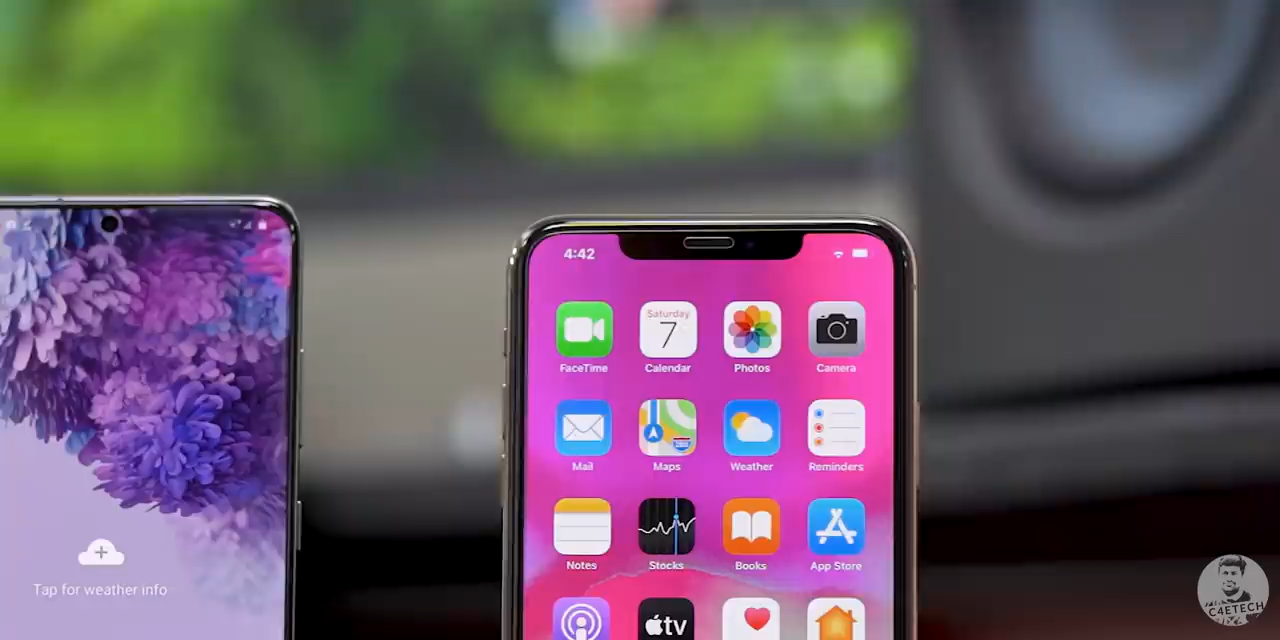 4:42
Saturday
7
FaceTime
Calendar
Photos
Camera
Mail
Maps
Weather
Reminders
280
Notes
Stocks
Books
App Store
Tap for weather info
tv
C4ETECH